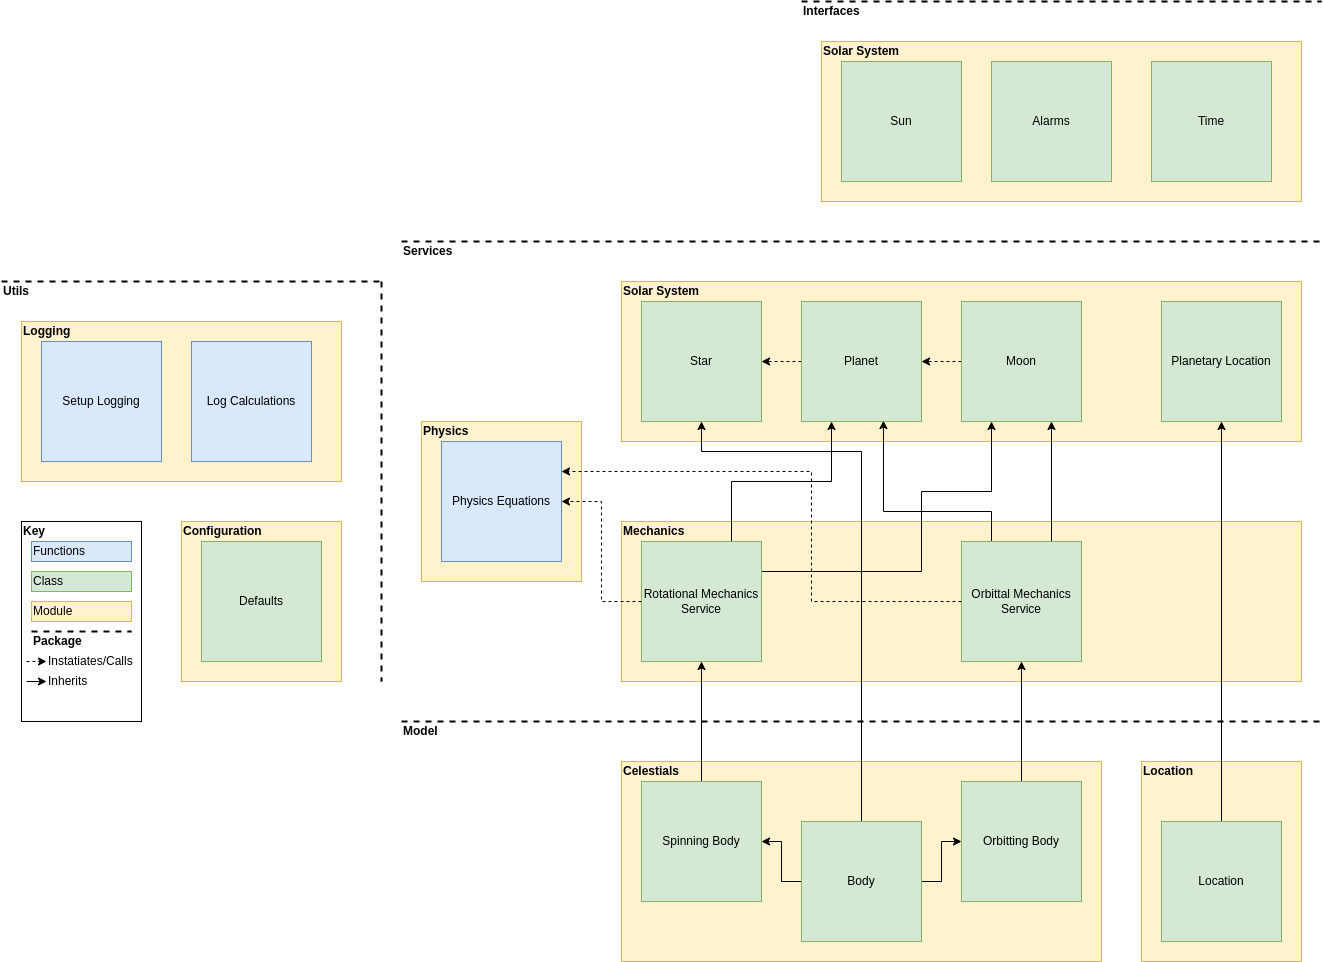 Interfaces
Solar System
Sun
Alarms
Time
Services
Utils
Solar System
Star
Planet
Moon
Planetary Location
Logging
Setup Logging
Log Calculations
Physics
Physics Equations
Key
Functions
Class
Module
Package
Instatiates/Calls
Inherits
Configuration
Defaults
Mechanics
Rotational Mechanics
Service
Orbittal Mechanics
Service
Model
Celestials
Spinning Body
Body
Orbitting Body
Location
Location